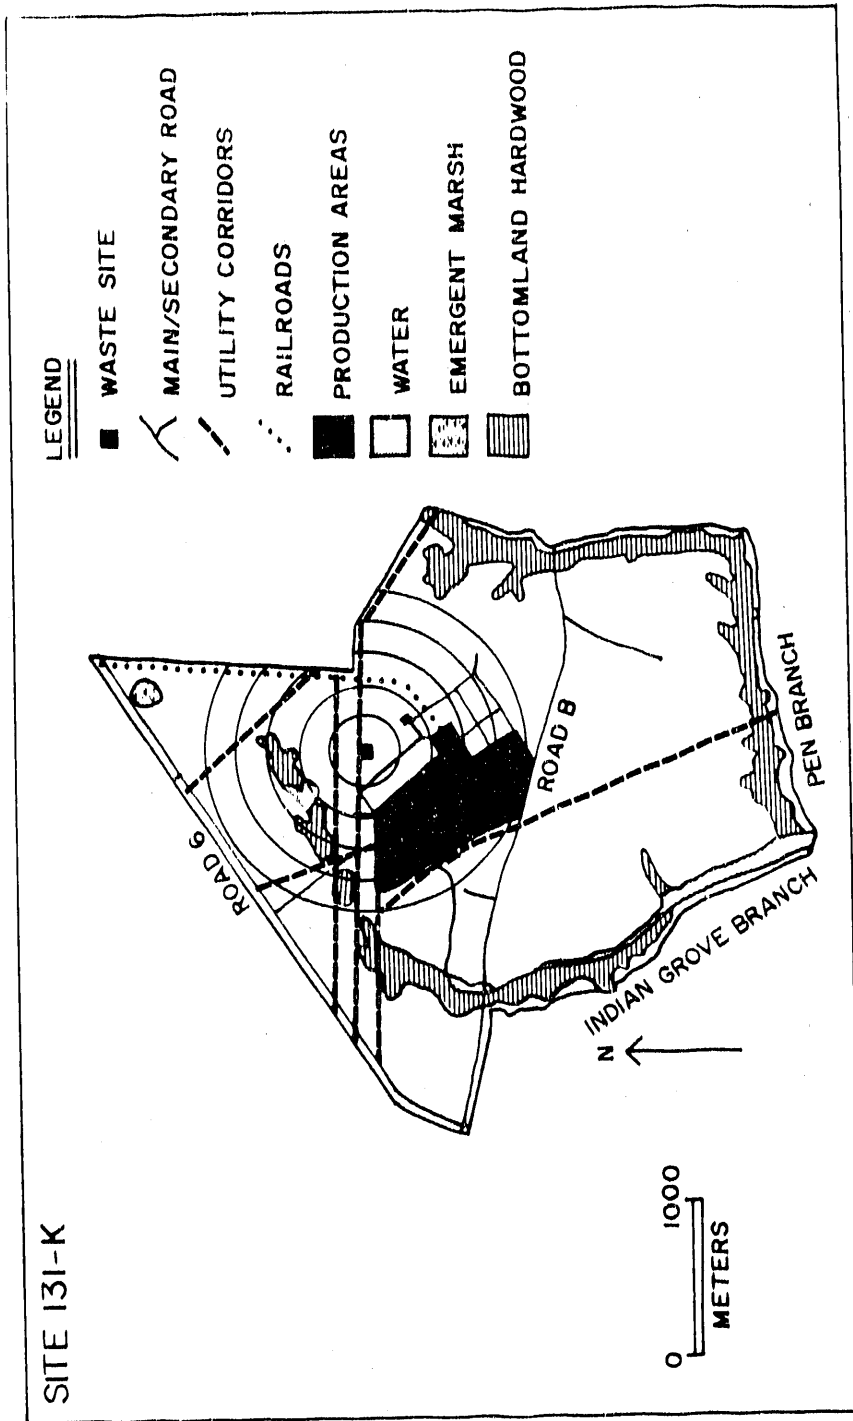 SITE 131-K
LEGEND
WASTE SITE
MAIN/SECONDARY ROAD
UTILITY CORRIDORS
RAILROADS
PRODUCTION AREAS
WATER
EMERGENT MARSH
BOTTOMLAND HARDWOOD
ROAD 6
ROAD B
PEN BRANCH
INDIAN GROVE BRANCH
N
0 1000
METERS